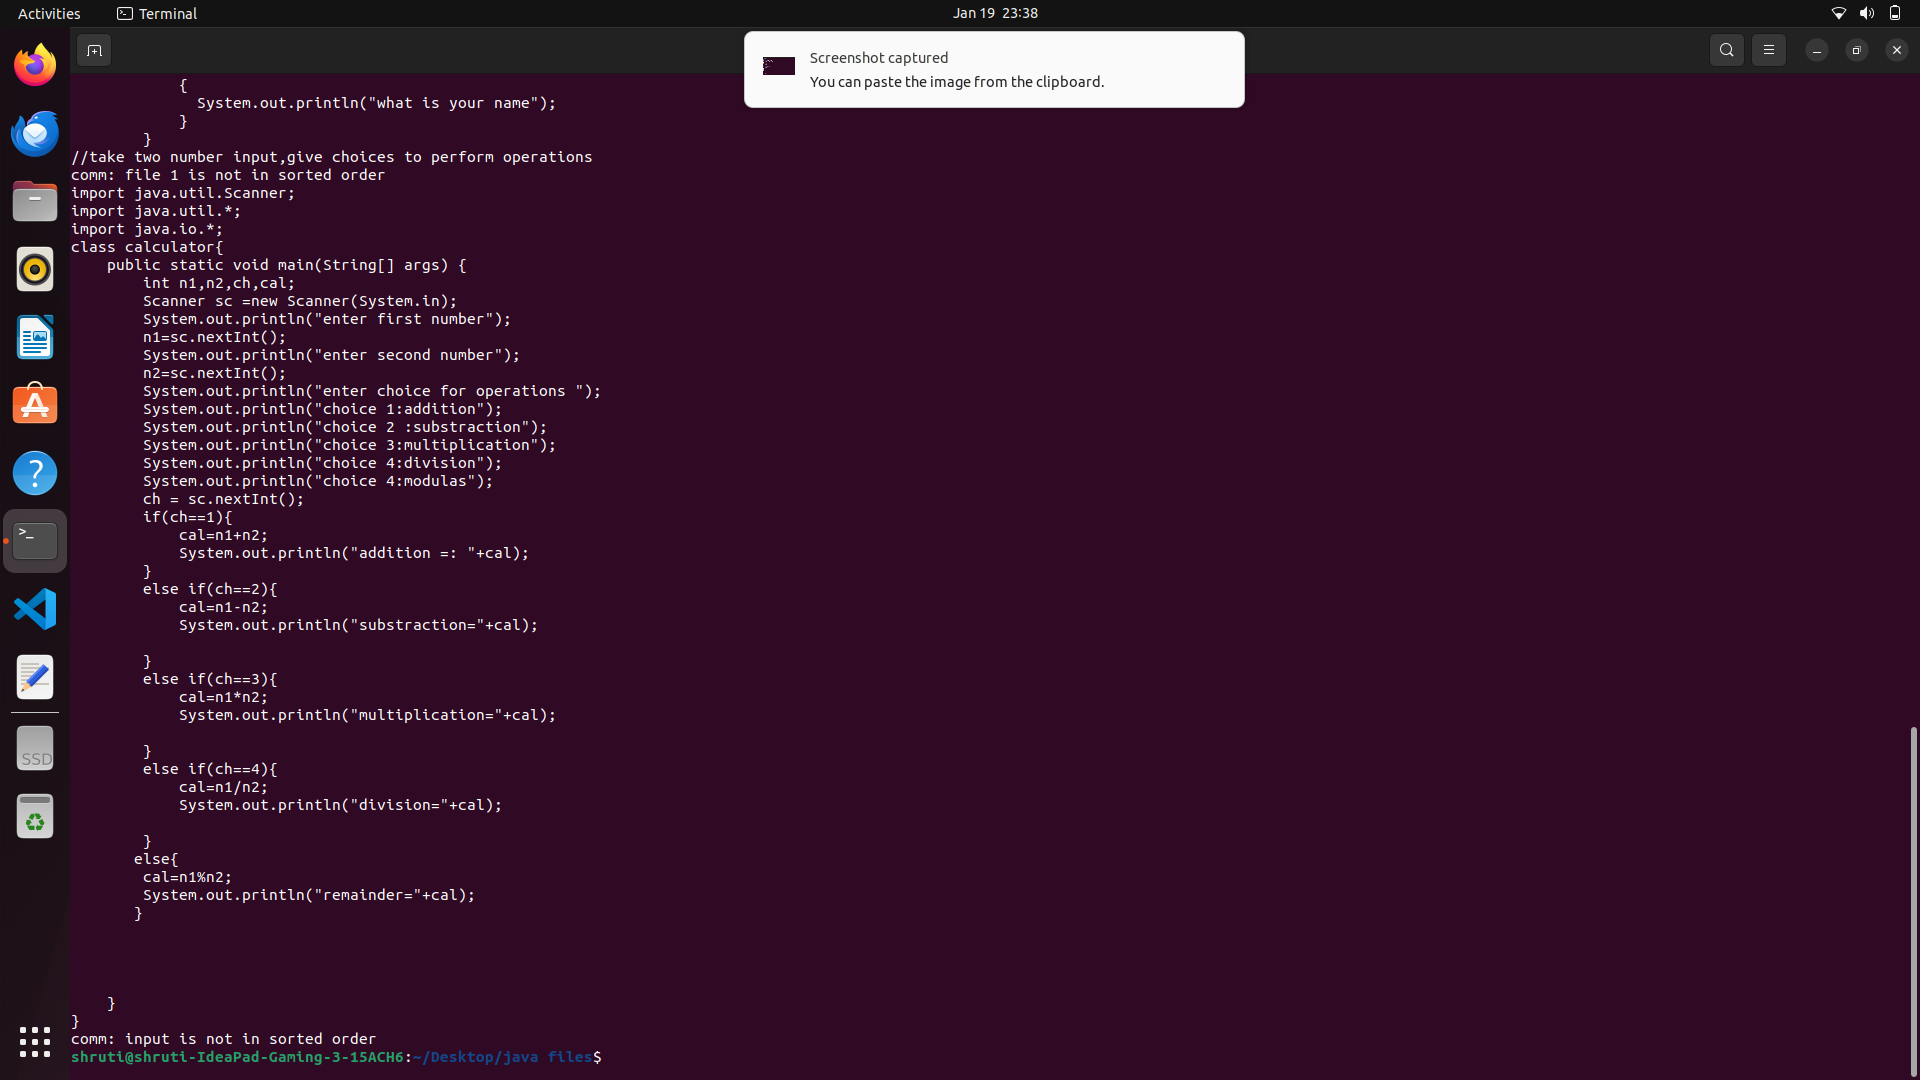 Activities
Terminal
Jan 19 23:38
Screenshot captured
You can paste the image from the clipboard.
{
System.out.println("what is your name");
}
}
//take two number input,give choices to perform operations
comm: file 1 is not in sorted order
import java.util.Scanner;
import java.util.*;
import java.io.*;
class calculator{
public static void main(String[] args) {
int n1,n2,ch,cal;
Scanner sc =new Scanner(System.in);
System.out.println("enter first number");
n1=sc.nextInt();
System.out.println("enter second number");
n2=sc.nextInt();
System.out.println("enter choice for operations ");
System.out.println("choice 1:addition");
System.out.println("choice 2 :substraction");
System.out.println("choice 3:multiplication");
System.out.println("choice 4:division");
System.out.println("choice 4:modulas");
ch = sc.nextInt();
if(ch==1){
cal=n1+n2;
System.out.println("addition =: "+cal);
}
else if(ch==2){
cal=n1-n2;
System.out.println("substraction="+cal);
}
else if(ch==3){
cal=n1*n2;
System.out.println("multiplication="+cal);
}
else if(ch==4){
cal=n1/n2;
System.out.println("division="+cal);
}
else{
cal=n1%n2;
System.out.println("remainder="+cal);
}
}
}
comm: input is not in sorted order
shruti@shruti-IdeaPad-Gaming-3-15ACH6:~/Desktop/java files$
SSD